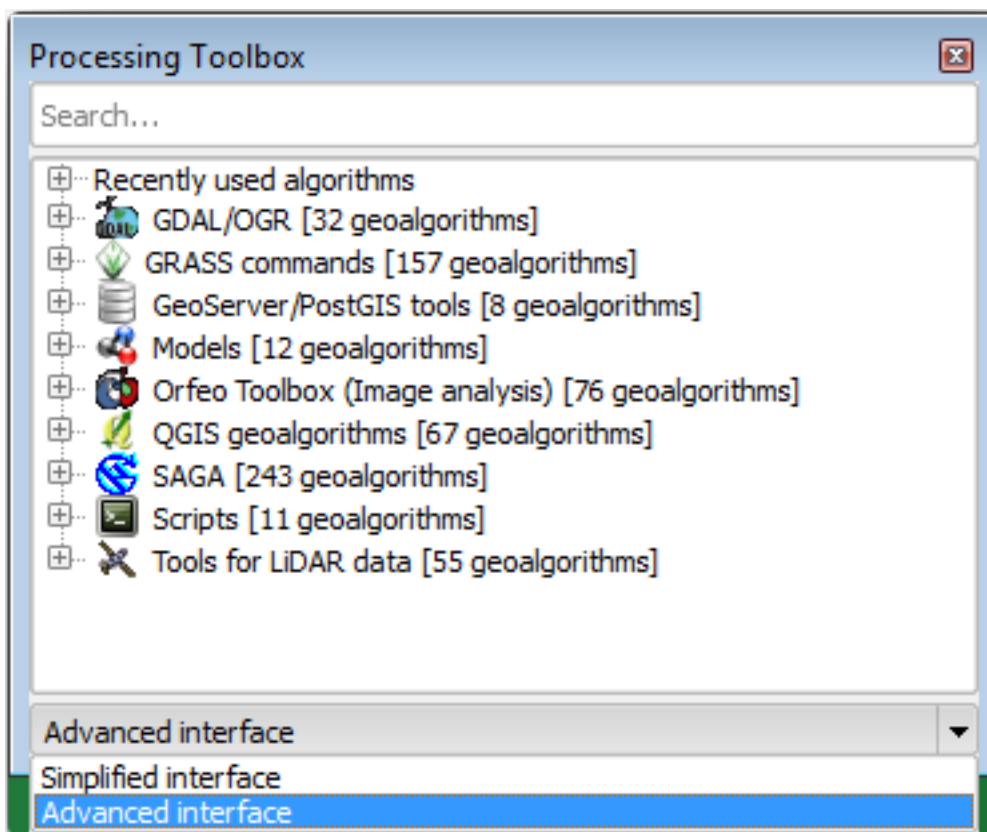 Processing Toolbox
Search...
Recently used algorithms
GDAL/OGR [32 geoalgorithms]
GRASS commands [157 geoalgorithms]
GeoServer/PostGIS tools [8 geoalgorithms]
Models [12 geoalgorithms]
Orfeo Toolbox (Image analysis) [76 geoalgorithms]
QGIS geoalgorithms [67 geoalgorithms]
SAGA [243 geoalgorithms]
Scripts [11 geoalgorithms]
Tools for LiDAR data [55 geoalgorithms]
Advanced interface
Simplified interface
Advanced interface